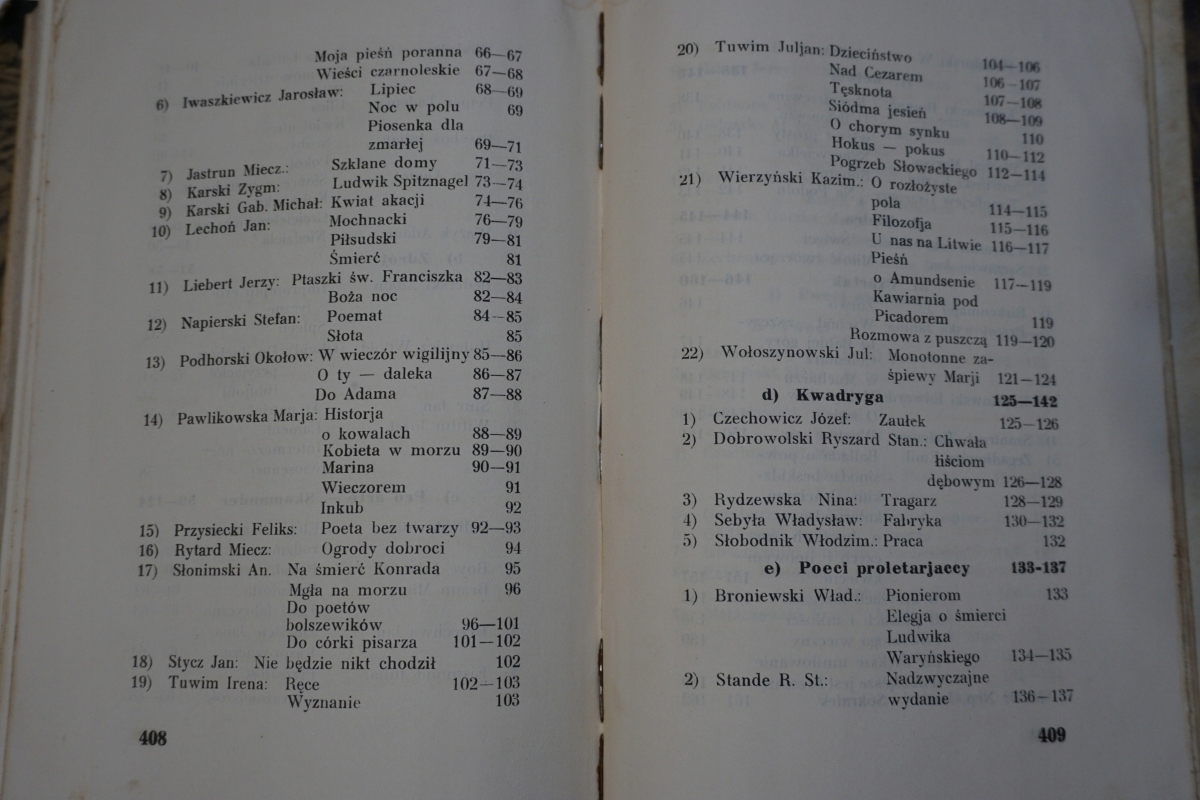 Moja pieśń poranna 66—67
Wieści czarnoleskie 67—68
6) Iwaszkiewicz Jarosław: Lipiec 68—69
Noc w polu 69
Piosenka dla
zmarłej 69—71
7) Jastrun Miecz.: Szklane domy 71—73
8) Karski Zygm: Ludwik Spitznagel 73—74
9) Karski Gab. Michał: Kwiat akacji 74—76
10) Lechoń Jan: Mochnacki 76—79
Piłsudski 79—81
Śmierć 81
11) Liebert Jerzy: Ptaszki św. Franciszka 82—83
Boża noc 82—84
12) Napierski Stefan: Poemat 84—85
Słota 85
13) Podhorski Okołow: W wieczór wigilijny 85—86
O ty — daleka 86—87
Do Adama 87—88
14) Pawlikowska Marja: Historja
o kowalach 88—89
Kobieta w morzu 89—90
Marina 90—91
Wieczorem 91
Inkub 92
15) Przysiecki Feliks: Poeta bez twarzy 92—93
16) Rytard Miecz: Ogrody dobroci 94
17) Słonimski An. Na śmierć Konrada 95
Mgła na morzu 96
Do poetów
bolszewików 96—101
Do córki pisarza 101—102
18) Stycz Jan: Nie będzie nikt chodził 102
19) Tuwim Irena: Ręce 102—103
Wyznanie 103
408
20) Tuwim Juljan: Dzieciństwo 104—106
Nad Cezarem 106—107
Tęsknota 107—108
Siódma jesień 108—109
O chorym synku 110
Hokus — pokus 110—112
Pogrzeb Słowackiego 112—114
21) Wierzyński Kazim.: O rozłożyste
pola 114—115
Filozofja 115—116
U nas na Litwie 116—117
Pieśń
o Amundsenie 117—119
Kawiarnia pod
Picadorem 119
Rozmowa z puszczą 119—120
22) Wołoszynowski Jul: Monotonne za-
śpiewy Marji 121—124
d) Kwadryga 125—142
1) Czechowicz Józef: Zaułek 125—126
2) Dobrowolski Ryszard Stan.: Chwała
liściom
dębowym 126—128
3) Rydzewska Nina: Tragarz 128—129
4) Sebyła Władysław: Fabryka 130—132
5) Słobodnik Włodzim.: Praca 132
e) Poeci proletarjaccy 133-137
1) Broniewski Wład.: Pionierom 133
Elegja o śmierci
Ludwika
Waryńskiego 134—135
2) Stande R. St.: Nadzwyczajne
wydanie 136—137
409